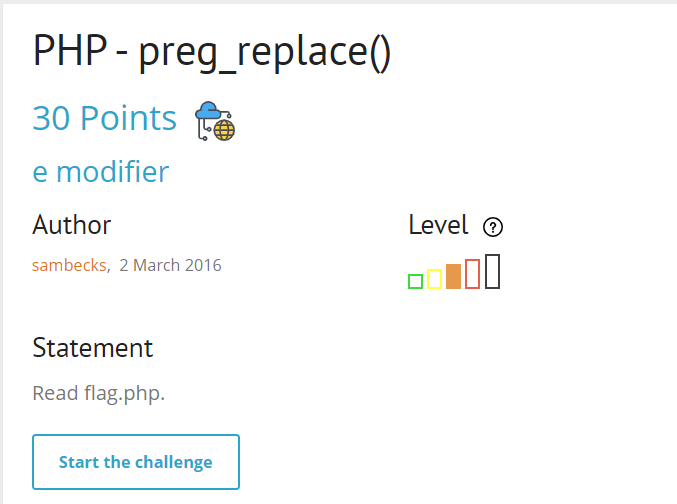 PHP - preg_replace()
30 Points
e modifier
Author
Level ?
sambecks, 2 March 2016
Statement
Read flag.php.
Start the challenge